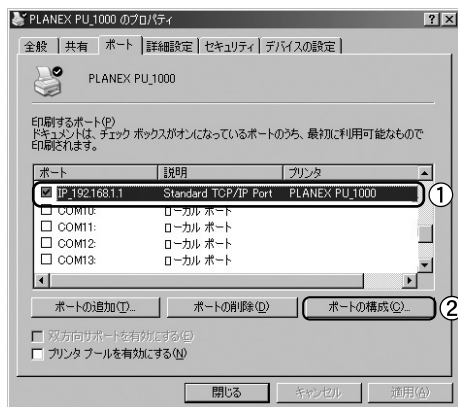 PLANEX PU_1000 のプロパティ
? ×
全般 共有 ポート 詳細設定 セキュリティ デバイスの設定
PLANEX PU_1000
印刷するポート(P)
ドキュメントは、チェック ボックスがオンになっているポートのうち、最初に利用可能なもので
印刷されます。
ポート 説明 プリンタ
IP_192.168.1.1 Standard TCP/IP Port PLANEX PU_1000 ①
COM10: ローカル ポート
COM11: ローカル ポート
COM12: ローカル ポート
COM13: ローカル ポート
ポートの追加(T)... ポートの削除(D) ポートの構成(C)... ②
双方向サポートを有効にする(E)
プリンタ プールを有効にする(N)
閉じる キャンセル 適用(A)